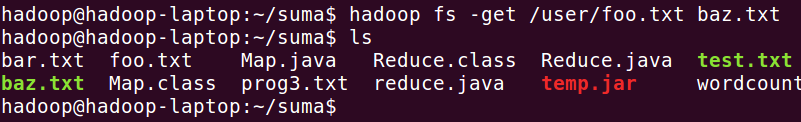 hadoop@hadoop-laptop:~/suma$ hadoop fs -get /user/foo.txt baz.txt
hadoop@hadoop-laptop:~/suma$ ls
bar.txt  foo.txt    Map.java   Reduce.class  Reduce.java  test.txt
baz.txt  Map.class  prog3.txt  reduce.java   temp.jar     wordcount
hadoop@hadoop-laptop:~/suma$